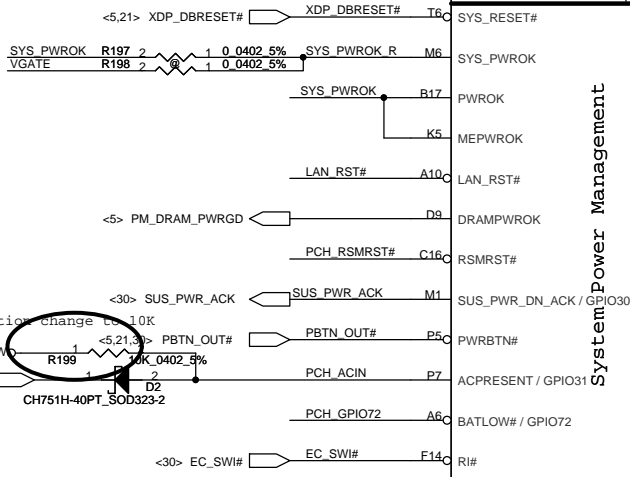 <5,21> XDP_DBRESET# XDP_DBRESET# T6 SYS_RESET#
SYS_PWROK R197 2 1 0_0402_5% SYS_PWROK_R M6 SYS_PWROK
VGATE R198 2 @ 1 0_0402_5%
SYS_PWROK B17 PWROK
K5 MEPWROK
LAN_RST# A10 LAN_RST#
<5> PM_DRAM_PWRGD D9 DRAMPWROK
PCH_RSMRST# C16 RSMRST#
<30> SUS_PWR_ACK SUS_PWR_ACK M1 SUS_PWR_DN_ACK / GPIO30
change to 10K
<5,21,30> PBTN_OUT# PBTN_OUT# P5 PWRBTN#
1 R199 10K_0402_5%
1 2 D2 PCH_ACIN P7 ACPRESENT / GPIO31
CH751H-40PT_SOD323-2
PCH_GPIO72 A6 BATLOW# / GPIO72
<30> EC_SWI# EC_SWI# F14 RI#
System Power Management